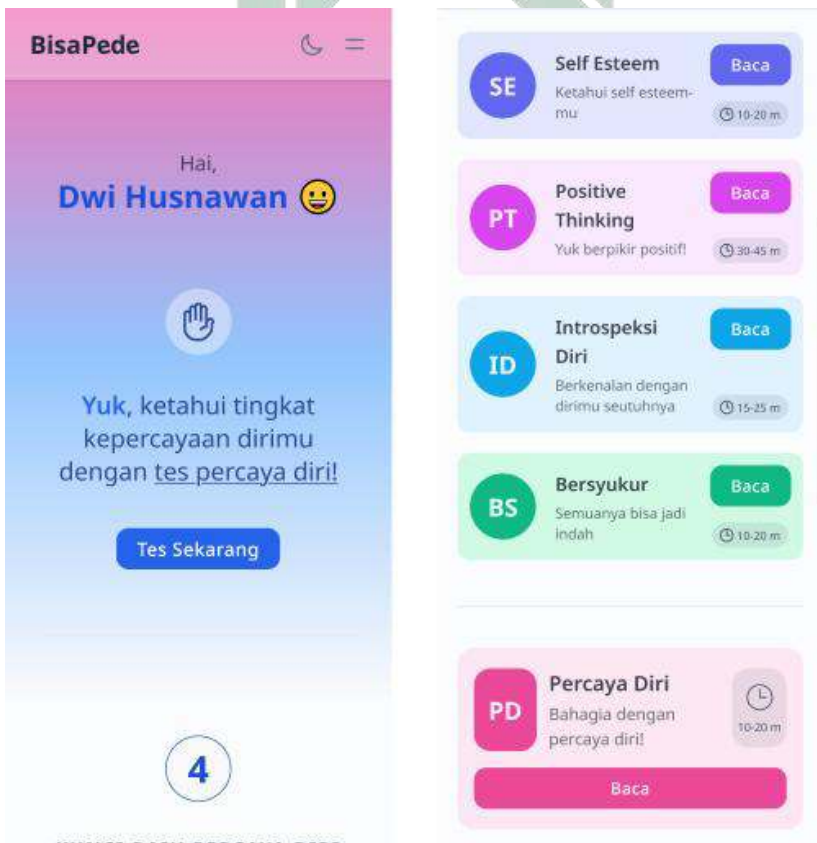 BisaPede
Hai,
Dwi Husnawan
Yuk, ketahui tingkat
kepercayaan dirimu
dengan tes percaya diri!
Tes Sekarang
4
SE
Self Esteem
Ketahui self esteem-
mu
Baca
10-20 m
PT
Positive
Thinking
Yuk berpikir positif!
Baca
30-45 m
ID
Introspeksi
Diri
Berkenalan dengan
dirimu seutuhnya
Baca
15-25 m
BS
Bersyukur
Semuanya bisa jadi
indah
Baca
10-20 m
PD
Percaya Diri
Bahagia dengan
percaya diri!
10-20 m
Baca